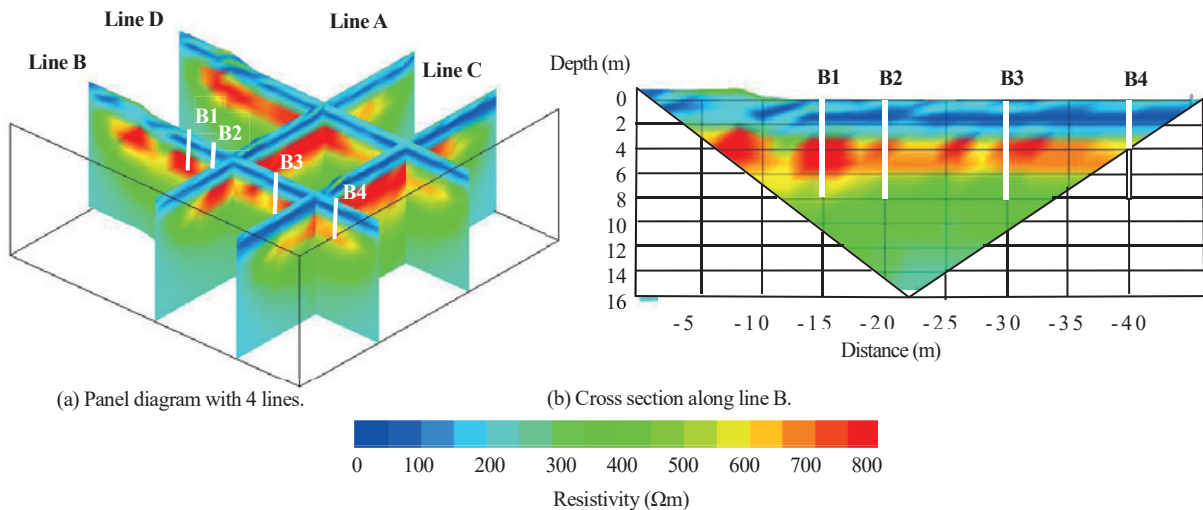 Line D
Line A
Line B
Line C
B1
B2
B3
B4
(a) Panel diagram with 4 lines.
Depth (m)
B1 B2 B3 B4
0
2
4
6
8
10
12
14
16
-5 -10 -15 -20 -25 -30 -35 -40
Distance (m)
(b) Cross section along line B.
0 100 200 300 400 500 600 700 800
Resistivity (Ωm)